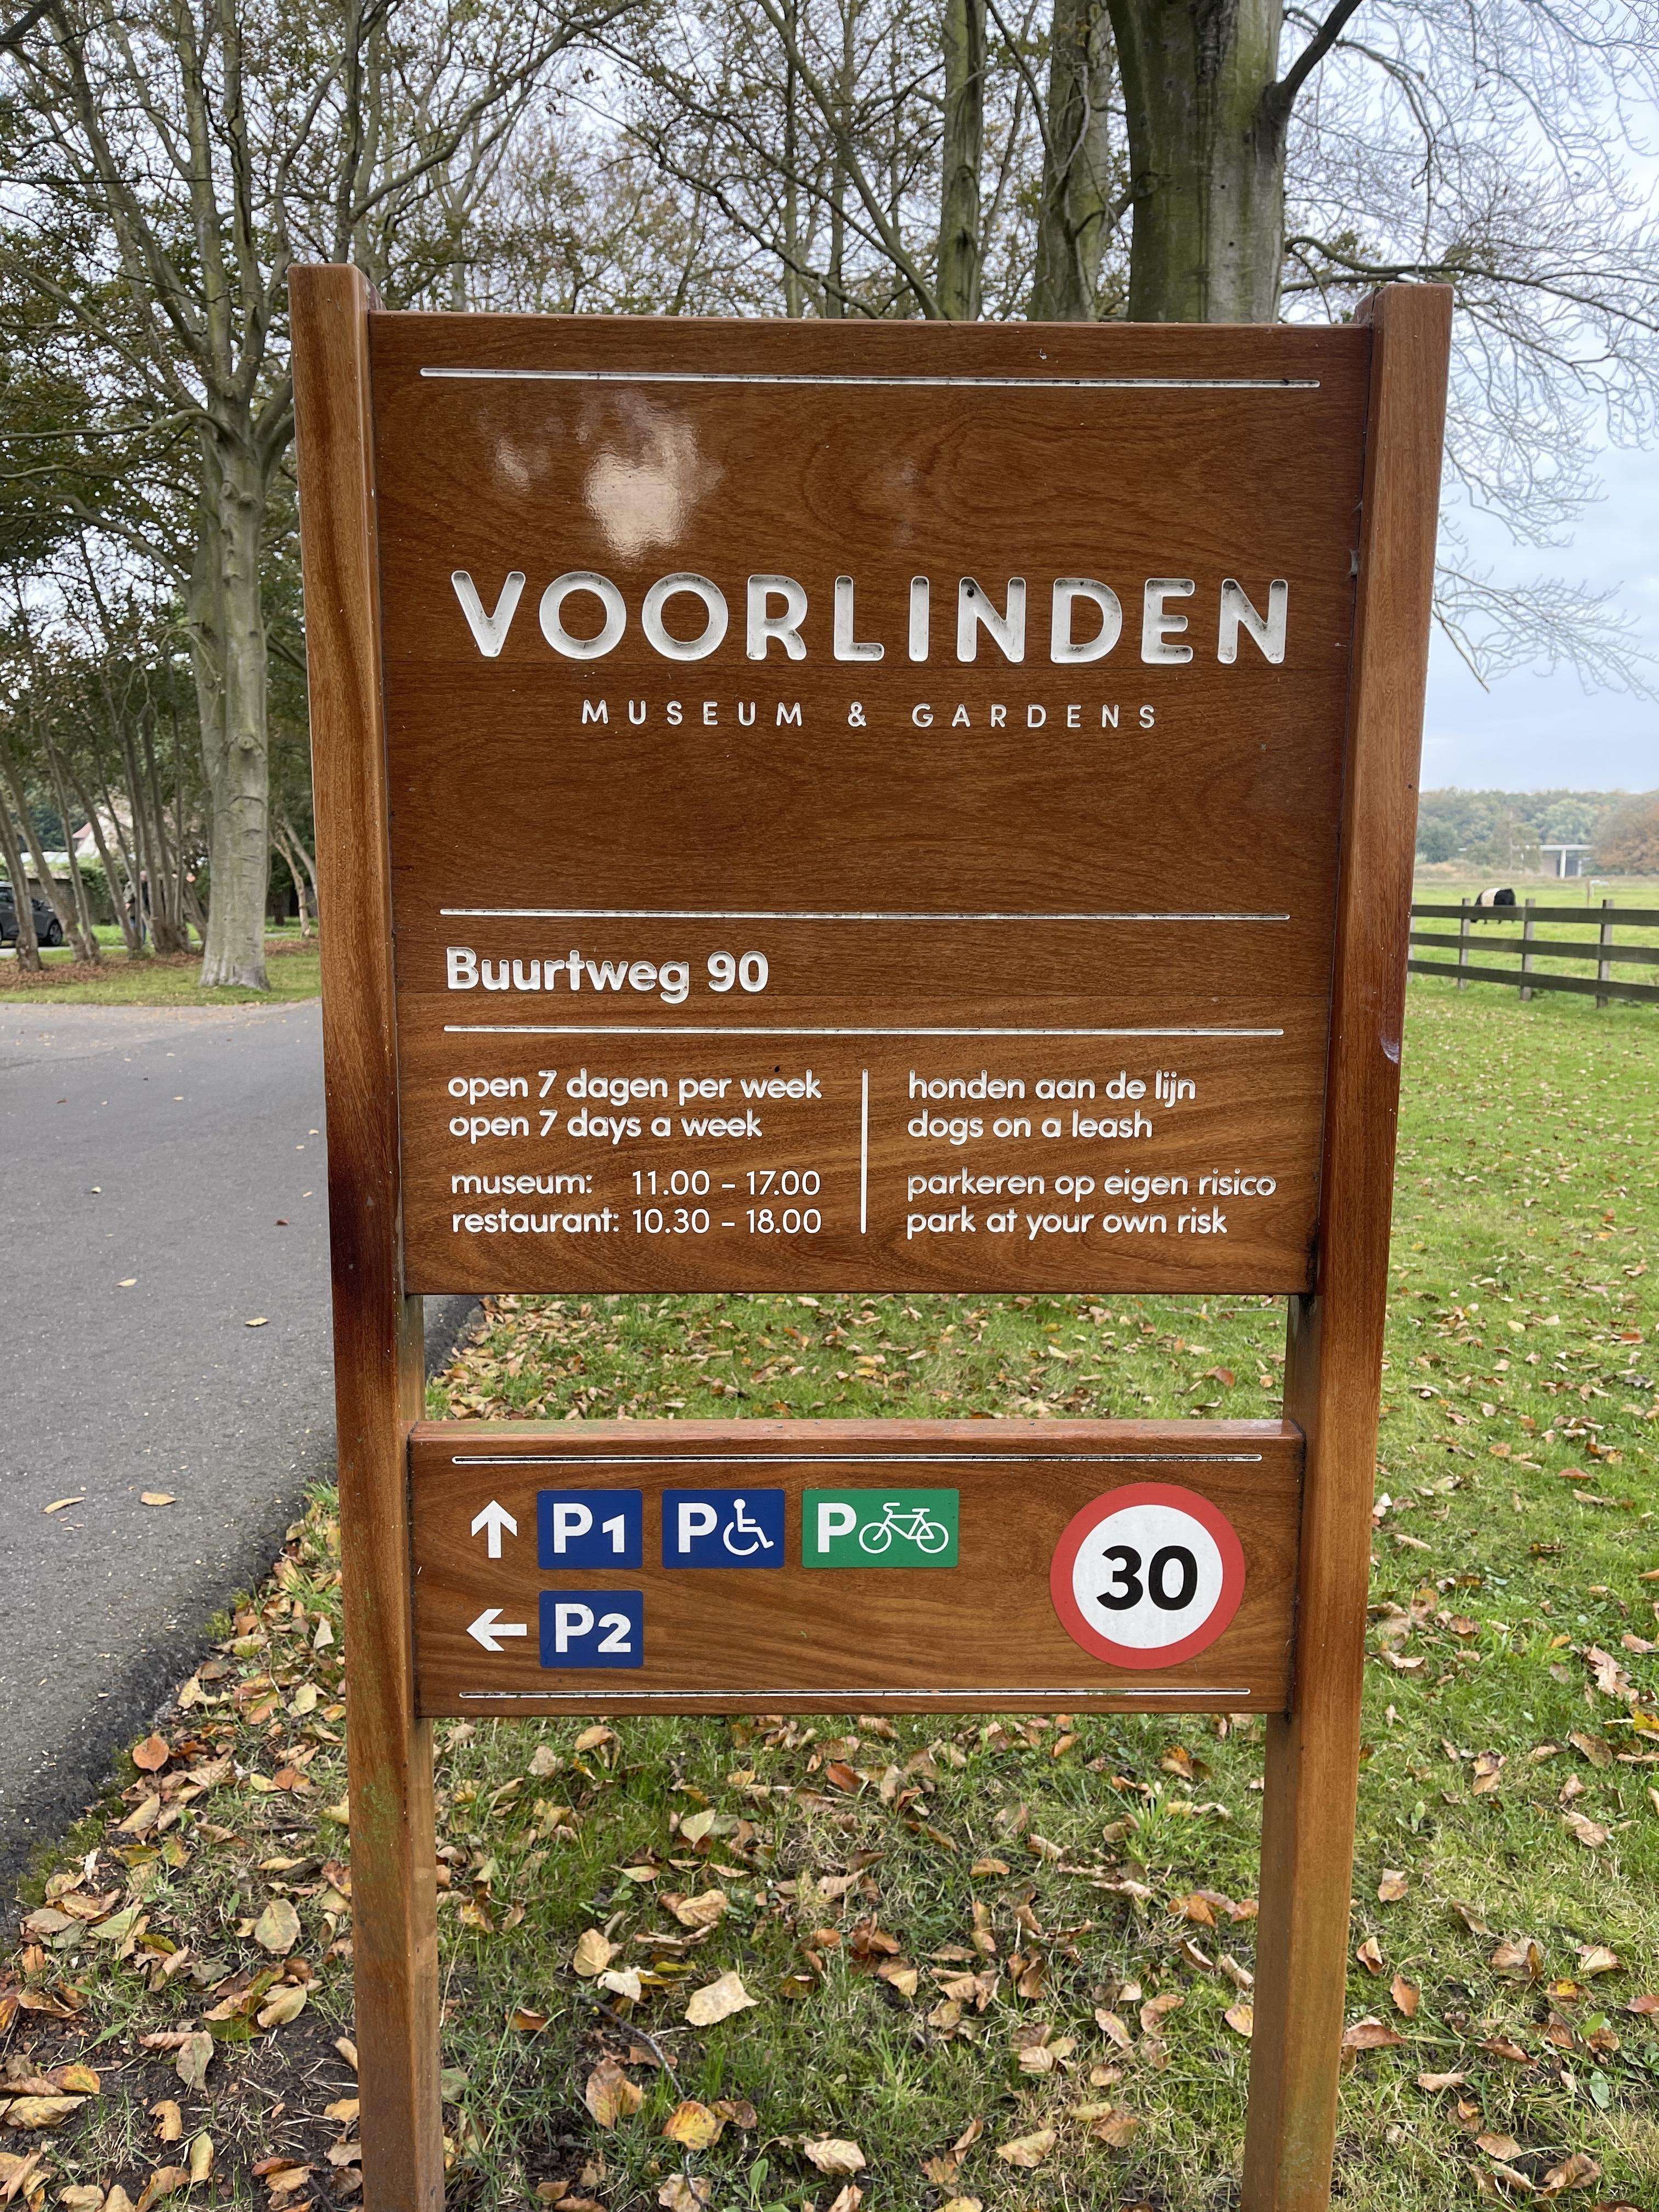 VOORLINDEN
MUSEUM & GARDENS
Buurtweg 90
open 7 dagen per week
open 7 days a week
museum: 11.00 - 17.00
restaurant: 10.30 - 18.00
honden aan de lijn
dogs on a leash
parkeren op eigen risico
park at your own risk
P1 P P
P2
30